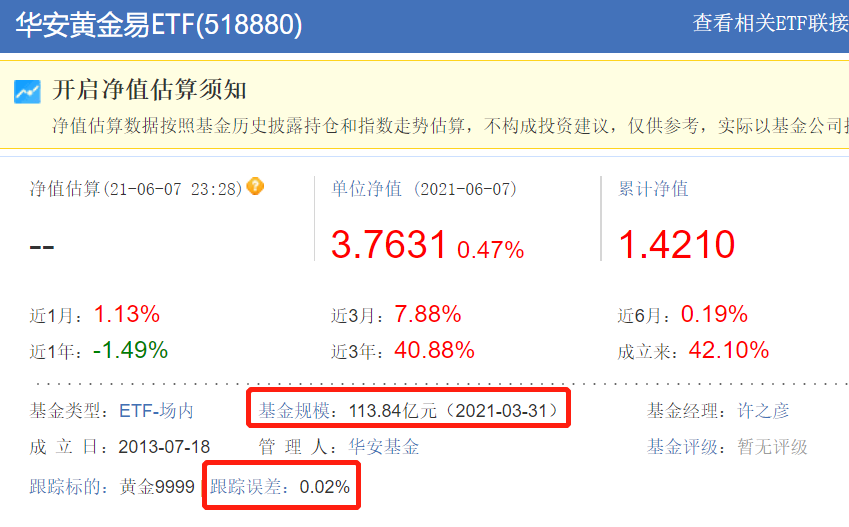 华安黄金易ETF(518880) 查看相关ETF联接
开启净值估算须知
净值估算数据按照基金历史披露持仓和指数走势估算，不构成投资建议，仅供参考，实际以基金公司
净值估算(21-06-07 23:28) 单位净值 (2021-06-07) 累计净值
-- 3.7631 0.47% 1.4210
近1月：1.13% 近3月：7.88% 近6月：0.19%
近1年：-1.49% 近3年：40.88% 成立来：42.10%
基金类型：ETF-场内 基金规模：113.84亿元（2021-03-31） 基金经理：许之彦
成 立 日：2013-07-18 管 理 人：华安基金 基金评级：暂无评级
跟踪标的：黄金9999 跟踪误差：0.02%